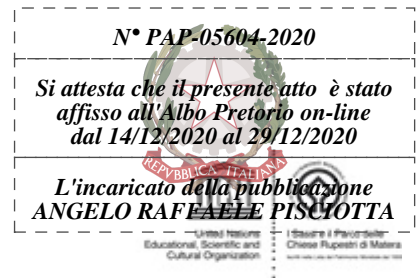 N° PAP-05604-2020
Si attesta che il presente atto è stato
affisso all'Albo Pretorio on-line
dal 14/12/2020 al 29/12/2020
REPVBBLICA ITALIANA
L'incaricato della pubblicazione
ANGELO RAFFAELE PISCIOTTA
United Nations
Educational, Scientific and
Cultural Organization
I Sassi e il Parco delle
Chiese Rupestri di Matera